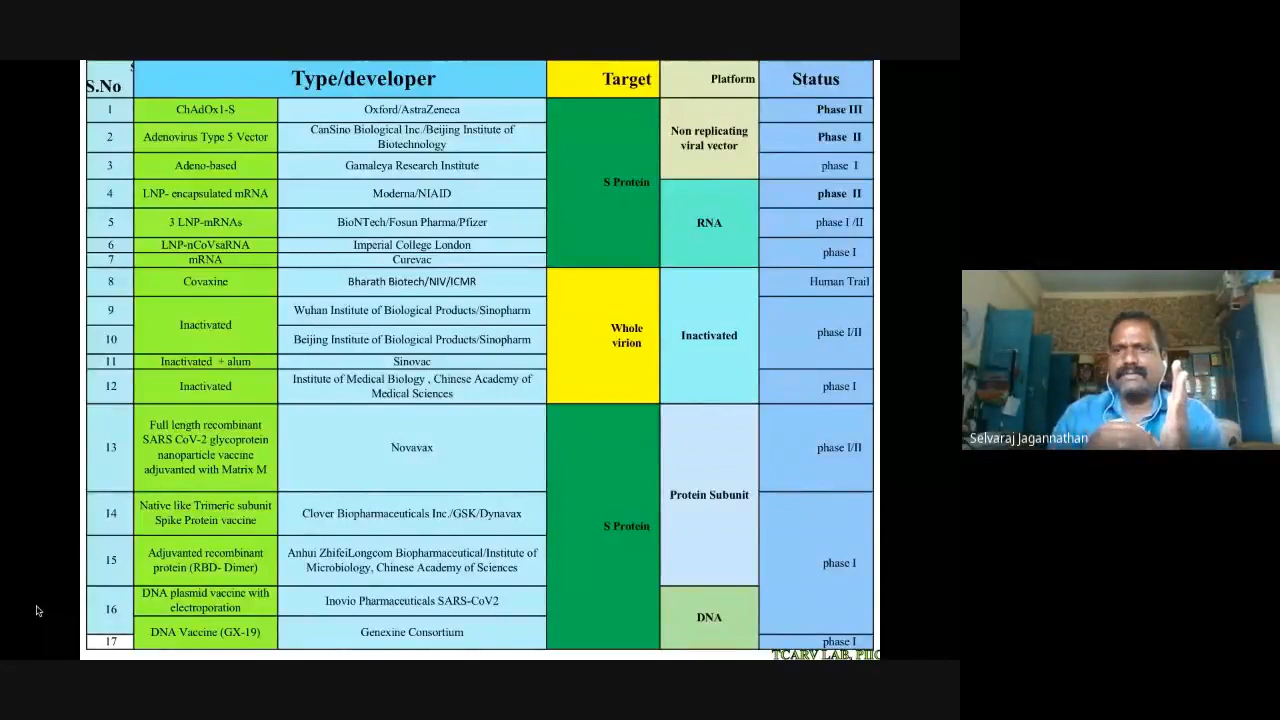 S.No
Type/developer
Target
Platform
Status
1
ChAdOx1-S
Oxford/AstraZeneca
S Protein
Non replicating
viral vector
Phase III
2
Adenovirus Type 5 Vector
CanSino Biological Inc./Beijing Institute of
Biotechnology
Phase II
3
Adeno-based
Gamaleya Research Institute
phase I
4
LNP- encapsulated mRNA
Moderna/NIAID
RNA
phase II
5
3 LNP-mRNAs
BioNTech/Fosun Pharma/Pfizer
phase I /II
6
LNP-nCoVsaRNA
Imperial College London
phase I
7
mRNA
Curevac
8
Covaxine
Bharath Biotech/NIV/ICMR
Whole
virion
Inactivated
Human Trail
9
Inactivated
Wuhan Institute of Biological Products/Sinopharm
phase I/II
10
Beijing Institute of Biological Products/Sinopharm
11
Inactivated + alum
Sinovac
12
Inactivated
Institute of Medical Biology , Chinese Academy of
Medical Sciences
phase I
13
Full length recombinant
SARS CoV-2 glycoprotein
nanoparticle vaccine
adjuvanted with Matrix M
Novavax
S Protein
Protein Subunit
phase I/II
14
Native like Trimeric subunit
Spike Protein vaccine
Clover Biopharmaceuticals Inc./GSK/Dynavax
phase I
15
Adjuvanted recombinant
protein (RBD- Dimer)
Anhui ZhifeiLongcom Biopharmaceutical/Institute of
Microbiology, Chinese Academy of Sciences
16
DNA plasmid vaccine with
electroporation
Inovio Pharmaceuticals SARS-CoV2
DNA
17
DNA Vaccine (GX-19)
Genexine Consortium
phase I
TCARV LAB,
Selvaraj Jagannathan